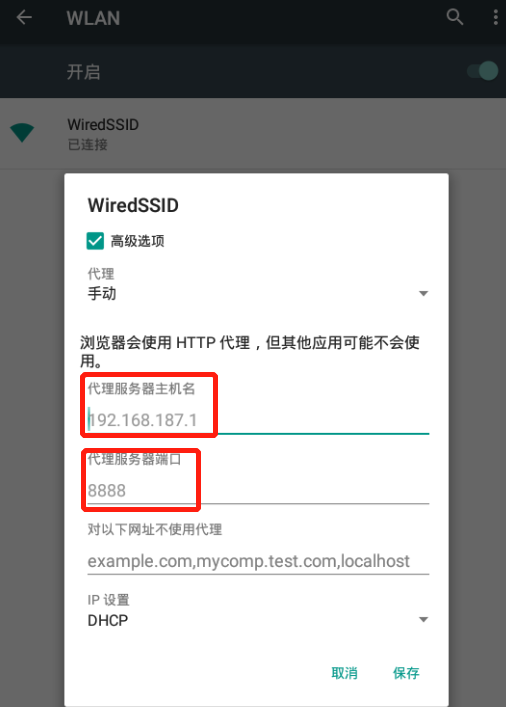 WLAN
开启
WiredSSID
已连接
WiredSSID
高级选项
代理
手动
浏览器会使用 HTTP 代理，但其他应用可能不会使
用。
代理服务器主机名
192.168.187.1
代理服务器端口
8888
对以下网址不使用代理
example.com,mycomp.test.com,localhost
IP 设置
DHCP
取消
保存